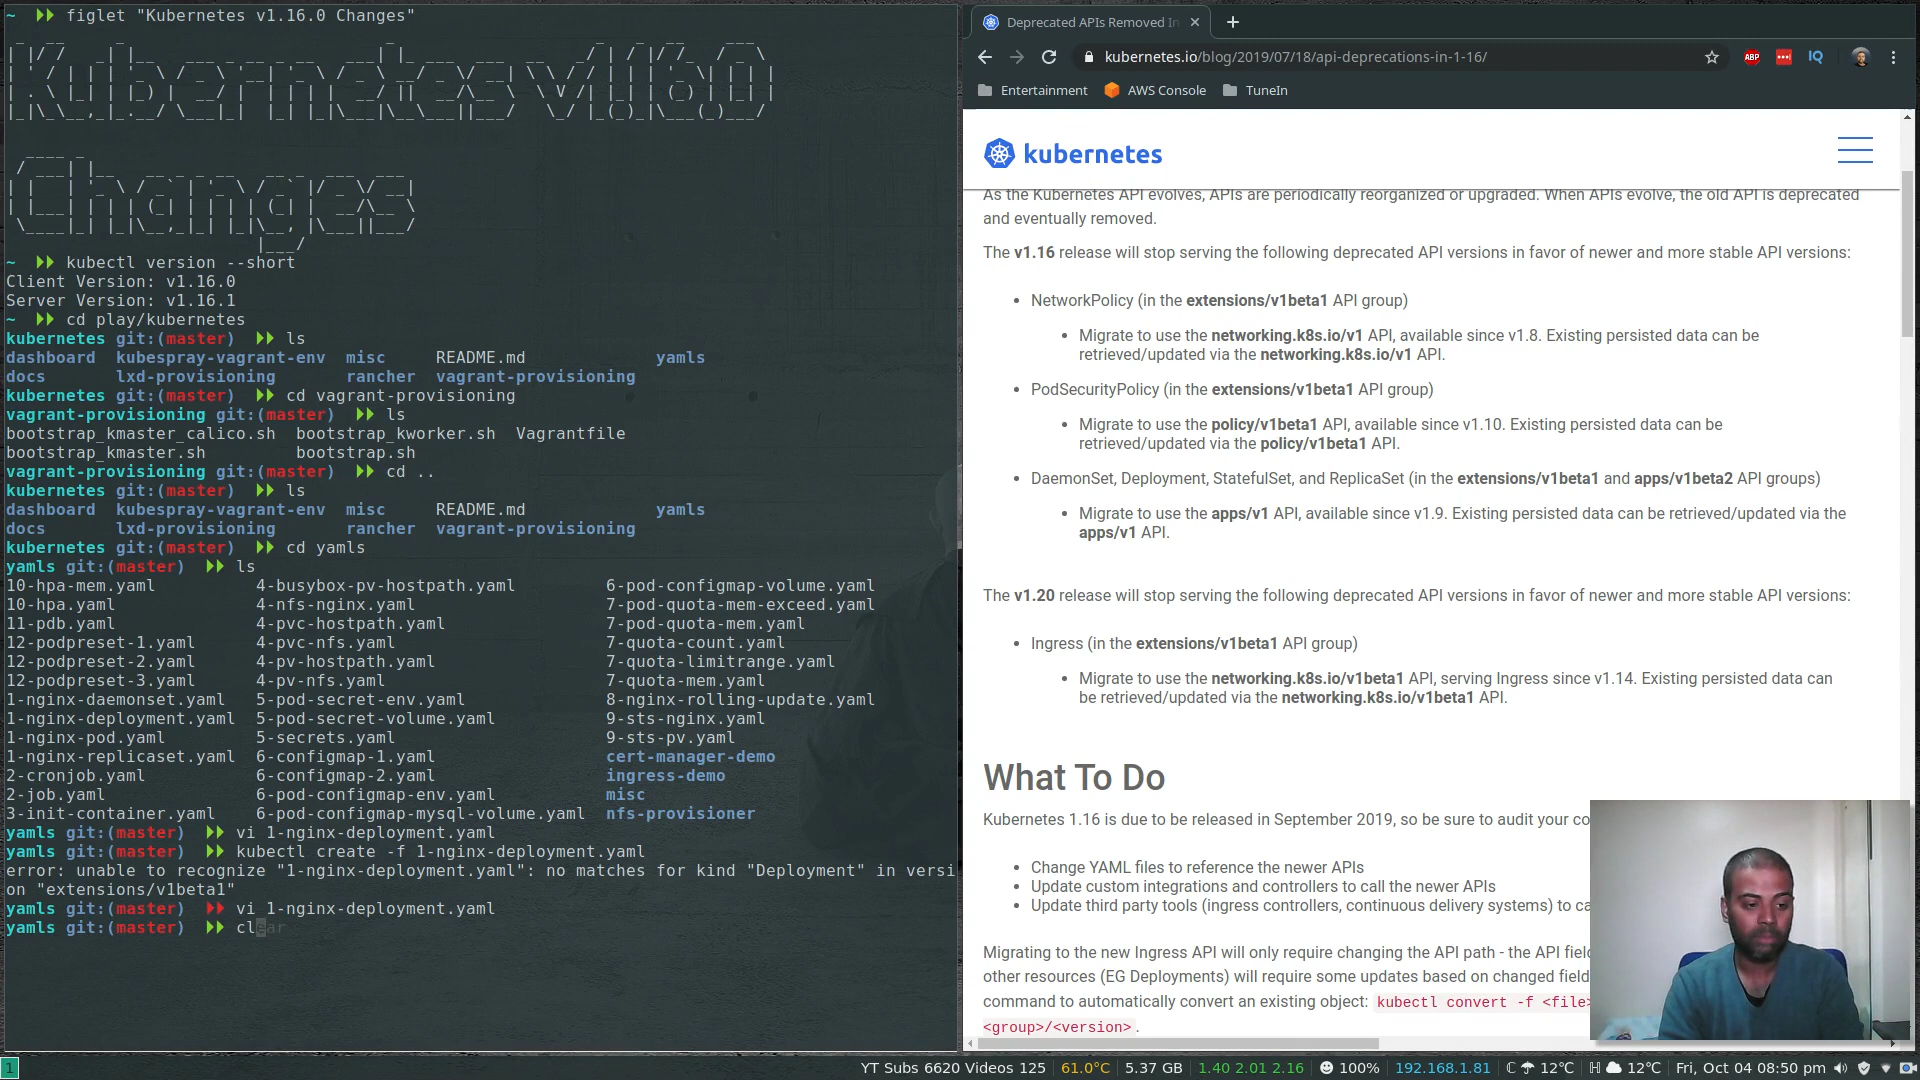 ~ figlet "Kubernetes v1.16.0 Changes"
Kubernetes v1.16.0
Changes
~ kubectl version --short
Client Version: v1.16.0
Server Version: v1.16.1
~ cd play/kubernetes
kubernetes git:(master) ls
dashboard kubespray-vagrant-env misc README.md yamls
docs lxd-provisioning rancher vagrant-provisioning
kubernetes git:(master) cd vagrant-provisioning
vagrant-provisioning git:(master) ls
bootstrap_kmaster_calico.sh bootstrap_kworker.sh Vagrantfile
bootstrap_kmaster.sh bootstrap.sh
vagrant-provisioning git:(master) cd ..
kubernetes git:(master) ls
dashboard kubespray-vagrant-env misc README.md yamls
docs lxd-provisioning rancher vagrant-provisioning
kubernetes git:(master) cd yamls
yamls git:(master) ls
10-hpa-mem.yaml 4-busybox-pv-hostpath.yaml 6-pod-configmap-volume.yaml
10-hpa.yaml 4-nfs-nginx.yaml 7-pod-quota-mem-exceed.yaml
11-pdb.yaml 4-pvc-hostpath.yaml 7-pod-quota-mem.yaml
12-podpreset-1.yaml 4-pvc-nfs.yaml 7-quota-count.yaml
12-podpreset-2.yaml 4-pv-hostpath.yaml 7-quota-limitrange.yaml
12-podpreset-3.yaml 4-pv-nfs.yaml 7-quota-mem.yaml
1-nginx-daemonset.yaml 5-pod-secret-env.yaml 8-nginx-rolling-update.yaml
1-nginx-deployment.yaml 5-pod-secret-volume.yaml 9-sts-nginx.yaml
1-nginx-pod.yaml 5-secrets.yaml 9-sts-pv.yaml
1-nginx-replicaset.yaml 6-configmap-1.yaml cert-manager-demo
2-cronjob.yaml 6-configmap-2.yaml ingress-demo
2-job.yaml 6-pod-configmap-env.yaml misc
3-init-container.yaml 6-pod-configmap-mysql-volume.yaml nfs-provisioner
yamls git:(master) vi 1-nginx-deployment.yaml
yamls git:(master) kubectl create -f 1-nginx-deployment.yaml
error: unable to recognize "1-nginx-deployment.yaml": no matches for kind "Deployment" in versi
on "extensions/v1beta1"
yamls git:(master) vi 1-nginx-deployment.yaml
yamls git:(master) clear
Deprecated APIs Removed In
kubernetes.io/blog/2019/07/18/api-deprecations-in-1-16/
ABP
IQ
Entertainment AWS Console TuneIn
kubernetes
As the Kubernetes API evolves, APIs are periodically reorganized or upgraded. When APIs evolve, the old API is deprecated
and eventually removed.
The v1.16 release will stop serving the following deprecated API versions in favor of newer and more stable API versions:
• NetworkPolicy (in the extensions/v1beta1 API group)
• Migrate to use the networking.k8s.io/v1 API, available since v1.8. Existing persisted data can be
retrieved/updated via the networking.k8s.io/v1 API.
• PodSecurityPolicy (in the extensions/v1beta1 API group)
• Migrate to use the policy/v1beta1 API, available since v1.10. Existing persisted data can be
retrieved/updated via the policy/v1beta1 API.
• DaemonSet, Deployment, StatefulSet, and ReplicaSet (in the extensions/v1beta1 and apps/v1beta2 API groups)
• Migrate to use the apps/v1 API, available since v1.9. Existing persisted data can be retrieved/updated via the
apps/v1 API.
The v1.20 release will stop serving the following deprecated API versions in favor of newer and more stable API versions:
• Ingress (in the extensions/v1beta1 API group)
• Migrate to use the networking.k8s.io/v1beta1 API, serving Ingress since v1.14. Existing persisted data can
be retrieved/updated via the networking.k8s.io/v1beta1 API.
What To Do
Kubernetes 1.16 is due to be released in September 2019, so be sure to audit your co
• Change YAML files to reference the newer APIs
• Update custom integrations and controllers to call the newer APIs
• Update third party tools (ingress controllers, continuous delivery systems) to ca
Migrating to the new Ingress API will only require changing the API path - the API field
other resources (EG Deployments) will require some updates based on changed field
command to automatically convert an existing object: kubectl convert -f <file>
<group>/<version>.
1 YT Subs 6620 Videos 125 61.0°C 5.37 GB 1.40 2.01 2.16 100% 192.168.1.81 12℃ H 12℃ Fri, Oct 04 08:50 pm